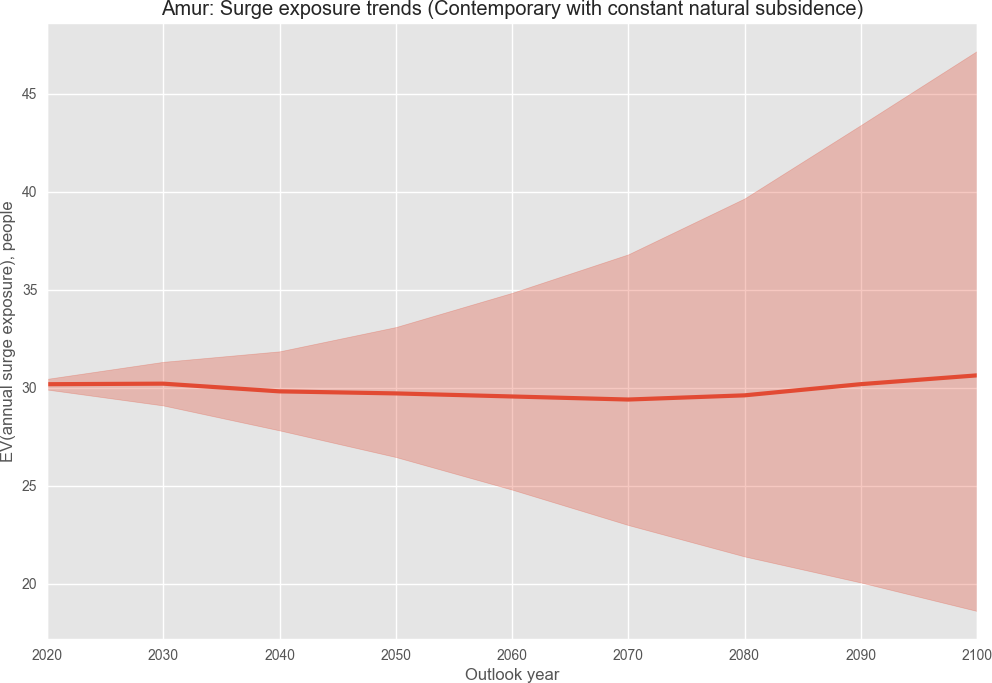 Amur: Surge exposure trends (Contemporary with constant natural subsidence)
EV(annual surge exposure), people
45
40
35
30
25
20
2020 2030 2040 2050 2060 2070 2080 2090 2100
Outlook year